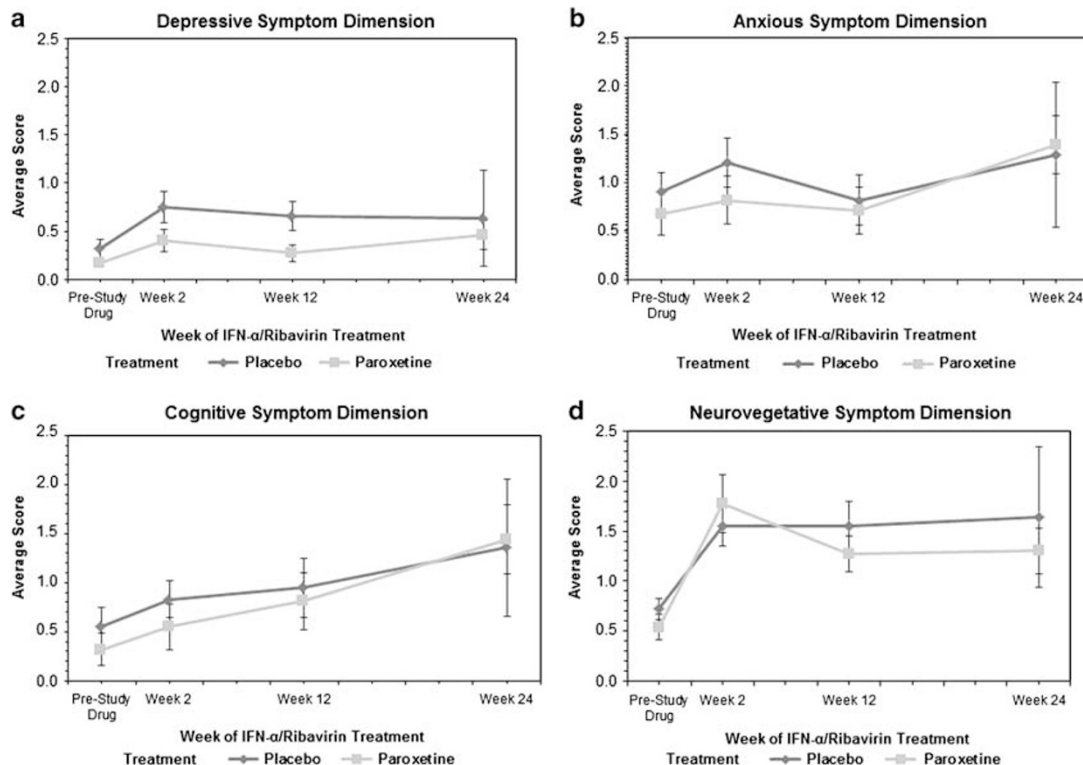 a
Depressive Symptom Dimension
2.5
2.0
1.5
1.0
0.5
0.0
Average Score
Pre-Study Drug
Week 2
Week 12
Week 24
Week of IFN-α/Ribavirin Treatment
Treatment Placebo Paroxetine
b
Anxious Symptom Dimension
2.5
2.0
1.5
1.0
0.5
0.0
Average Score
Pre-Study Drug
Week 2
Week 12
Week 24
Week of IFN-α/Ribavirin Treatment
Treatment Placebo Paroxetine
c
Cognitive Symptom Dimension
2.5
2.0
1.5
1.0
0.5
0.0
Average Score
Pre-Study Drug
Week 2
Week 12
Week 24
Week of IFN-α/Ribavirin Treatment
Treatment Placebo Paroxetine
d
Neurovegetative Symptom Dimension
2.5
2.0
1.5
1.0
0.5
0.0
Average Score
Pre-Study Drug
Week 2
Week 12
Week 24
Week of IFN-α/Ribavirin Treatment
Treatment Placebo Paroxetine